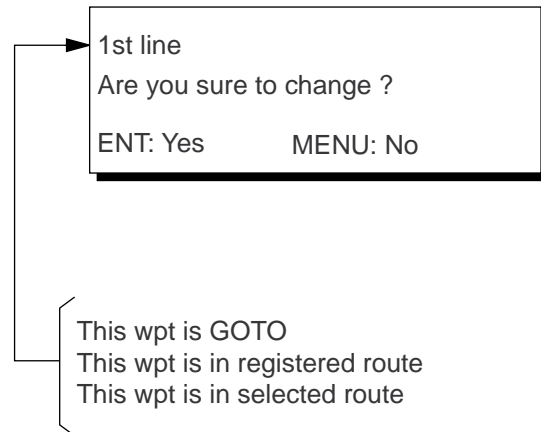 1st line
Are you sure to change ?
ENT: Yes MENU: No
This wpt is GOTO
This wpt is in registered route
This wpt is in selected route